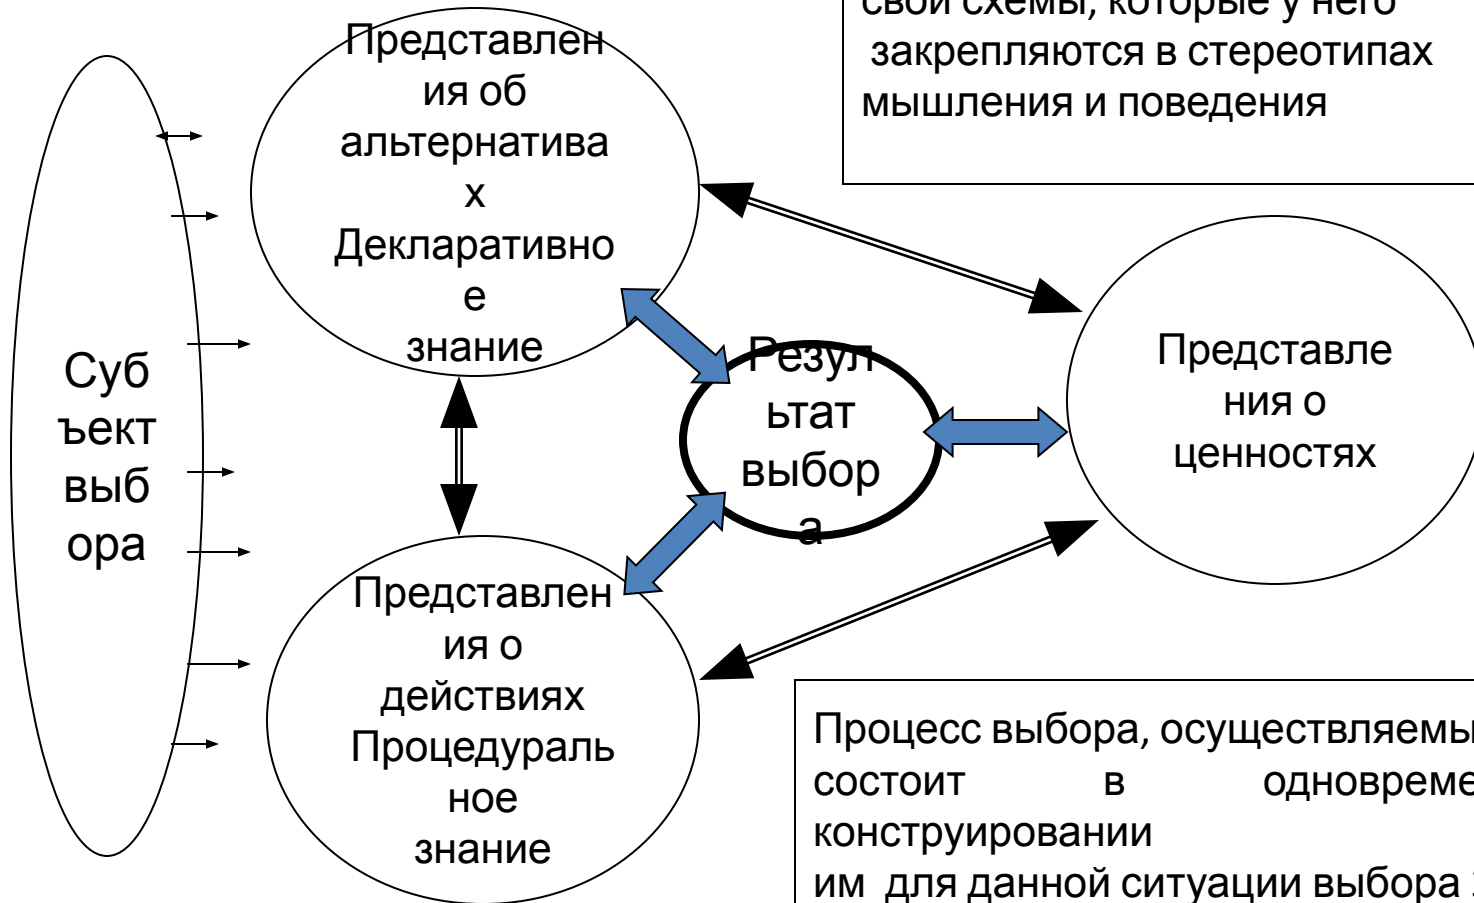 свои схемы, которые у него
закрепляются в стереотипах
мышления и поведения
Представлен
ия об
альтернатива
х
Декларативно
е
знание
Суб
ъект
выб
ора
Резул
ьтат
выбор
а
Представле
ния о
ценностях
Представлен
ия о
действиях
Процедураль
ное
знание
Процесс выбора, осуществляемы
состоит в одновреме
конструировании
им для данной ситуации выбора